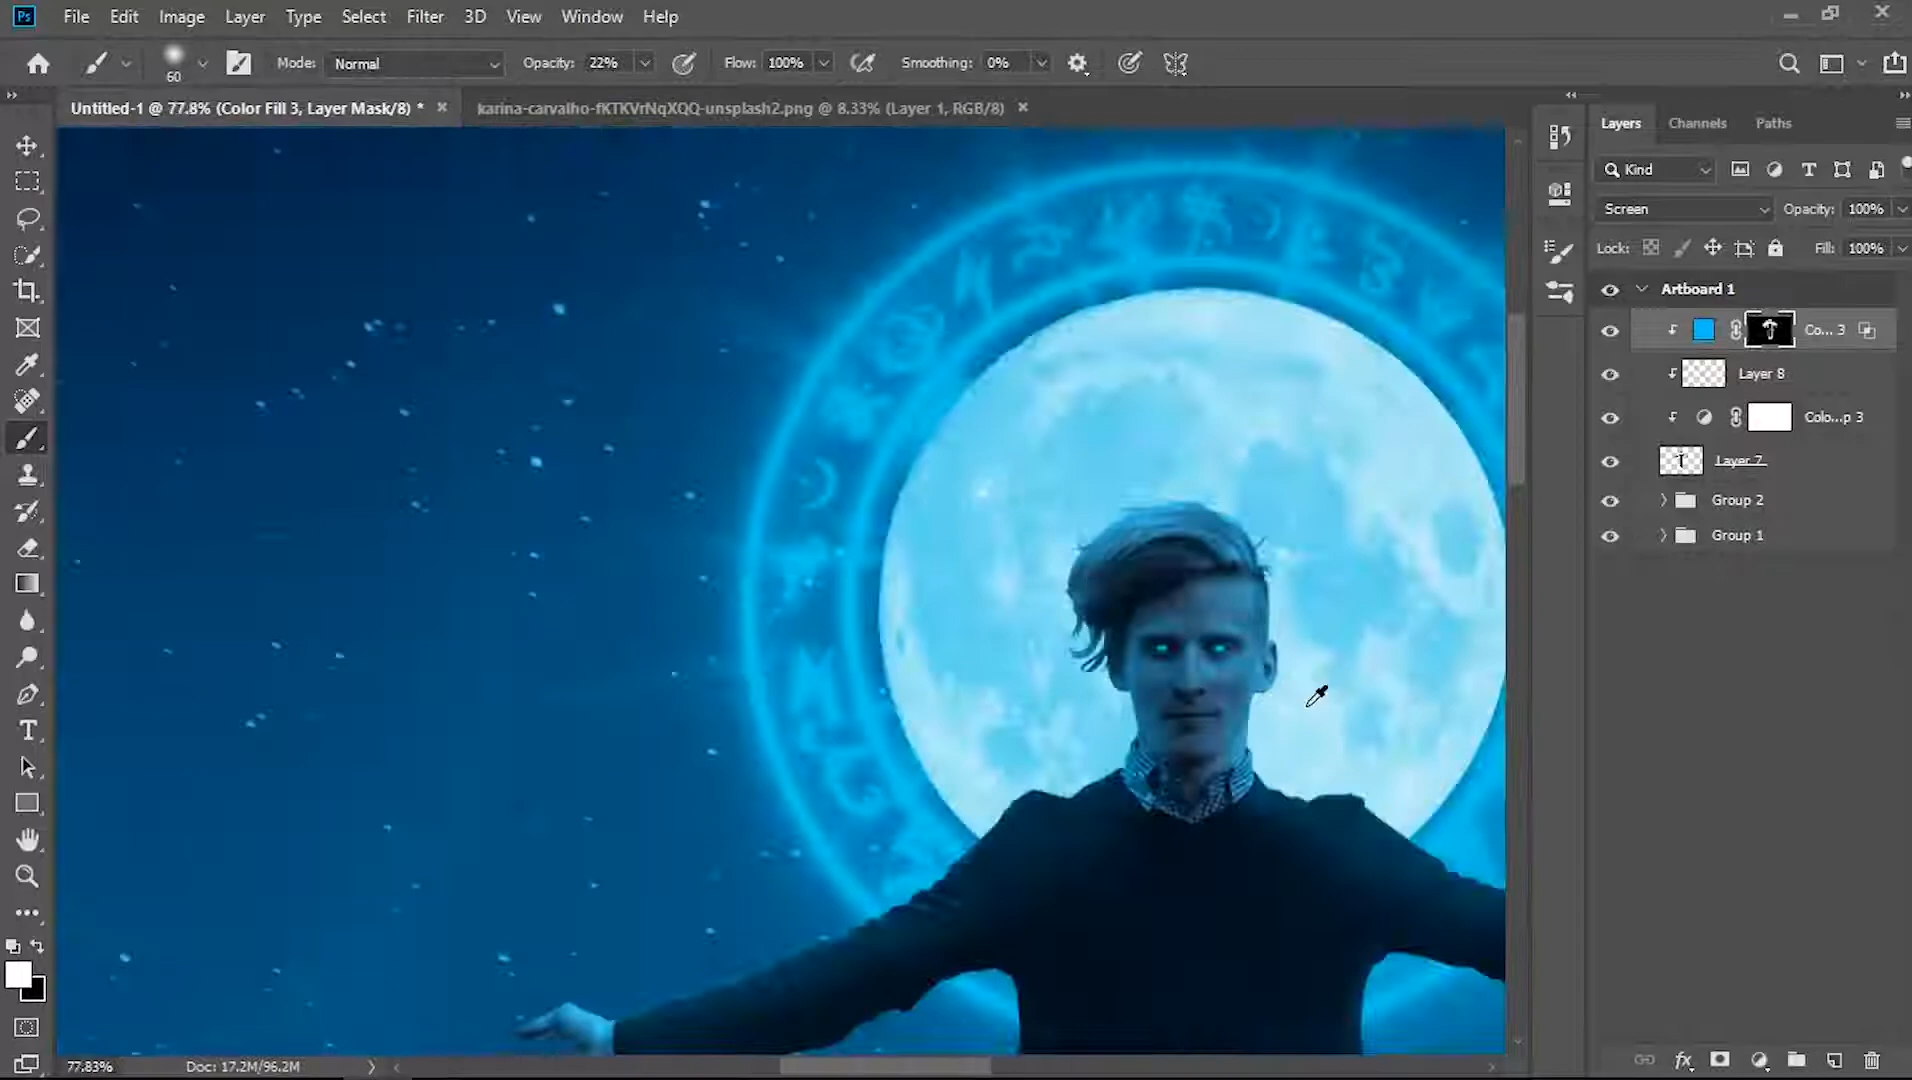 Ps File Edit Image Layer Type Select Filter 3D View Window Help
60 Mode: Normal Opacity: 22% Flow: 100% Smoothing: 0%
Untitled-1 @ 77.8% (Color Fill 3, Layer Mask/8) * karina-carvalho-fKTKVrNqXQQ-unsplash2.png @ 8.33% (Layer 1, RGB/8)
Layers Channels Paths
Kind
Screen Opacity: 100%
Lock: Fill: 100%
Artboard 1
Co... 3
Layer 8
Colo...p 3
Layer 7
Group 2
Group 1
77.83% Doc: 17.2M/96.2M
fx